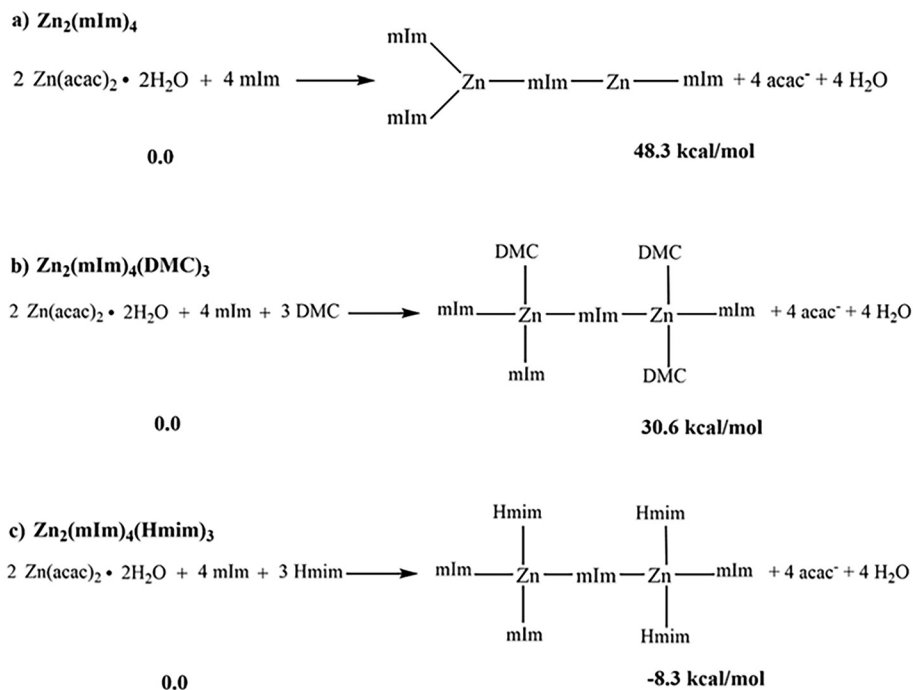 a) Zn₂(mIm)₄
mIm
2 Zn(acac)₂• 2H₂O + 4 mIm ⟶ Zn — mIm — Zn — mIm + 4 acac⁻ + 4 H₂O
mIm
0.0 48.3 kcal/mol
DMC DMC
b) Zn₂(mIm)₄(DMC)₃
2 Zn(acac)₂• 2H₂O + 4 mIm + 3 DMC ⟶ mIm — Zn — mIm — Zn — mIm + 4 acac⁻ + 4 H₂O
mIm DMC
0.0 30.6 kcal/mol
Hmim Hmim
c) Zn₂(mIm)₄(Hmim)₃
2 Zn(acac)₂• 2H₂O + 4 mIm + 3 Hmim ⟶ mIm — Zn — mIm — Zn — mIm + 4 acac⁻ + 4 H₂O
mIm Hmim
0.0 -8.3 kcal/mol